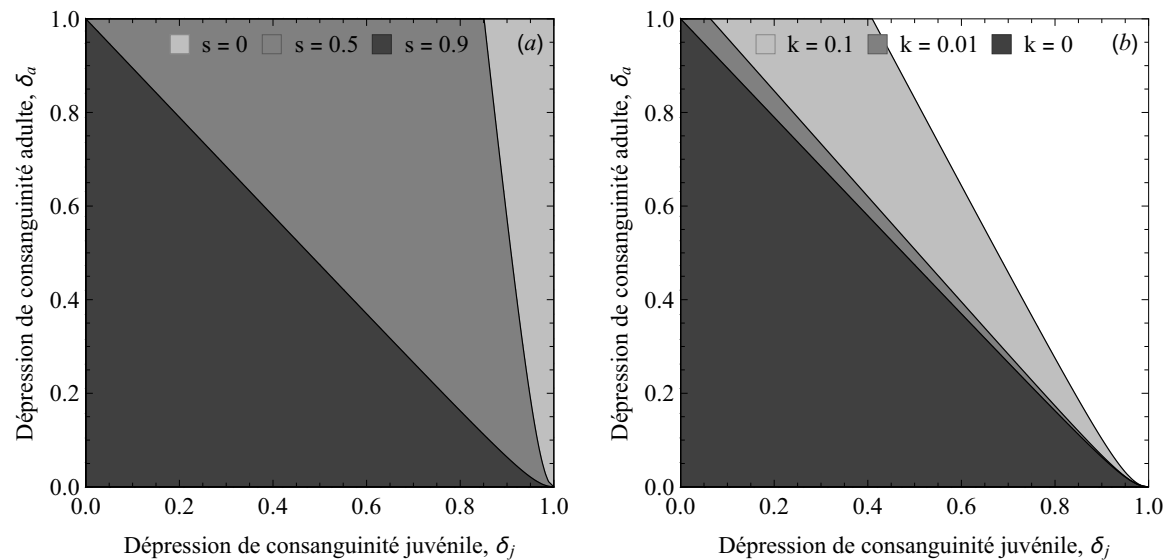 s = 0 s = 0.5 s = 0.9 (a)
1.0
0.8
0.6
0.4
0.2
0.0
Dépression de consanguinité adulte, δa
0.0 0.2 0.4 0.6 0.8 1.0
Dépression de consanguinité juvénile, δj
k = 0.1 k = 0.01 k = 0 (b)
1.0
0.8
0.6
0.4
0.2
0.0
Dépression de consanguinité adulte, δa
0.0 0.2 0.4 0.6 0.8 1.0
Dépression de consanguinité juvénile, δj